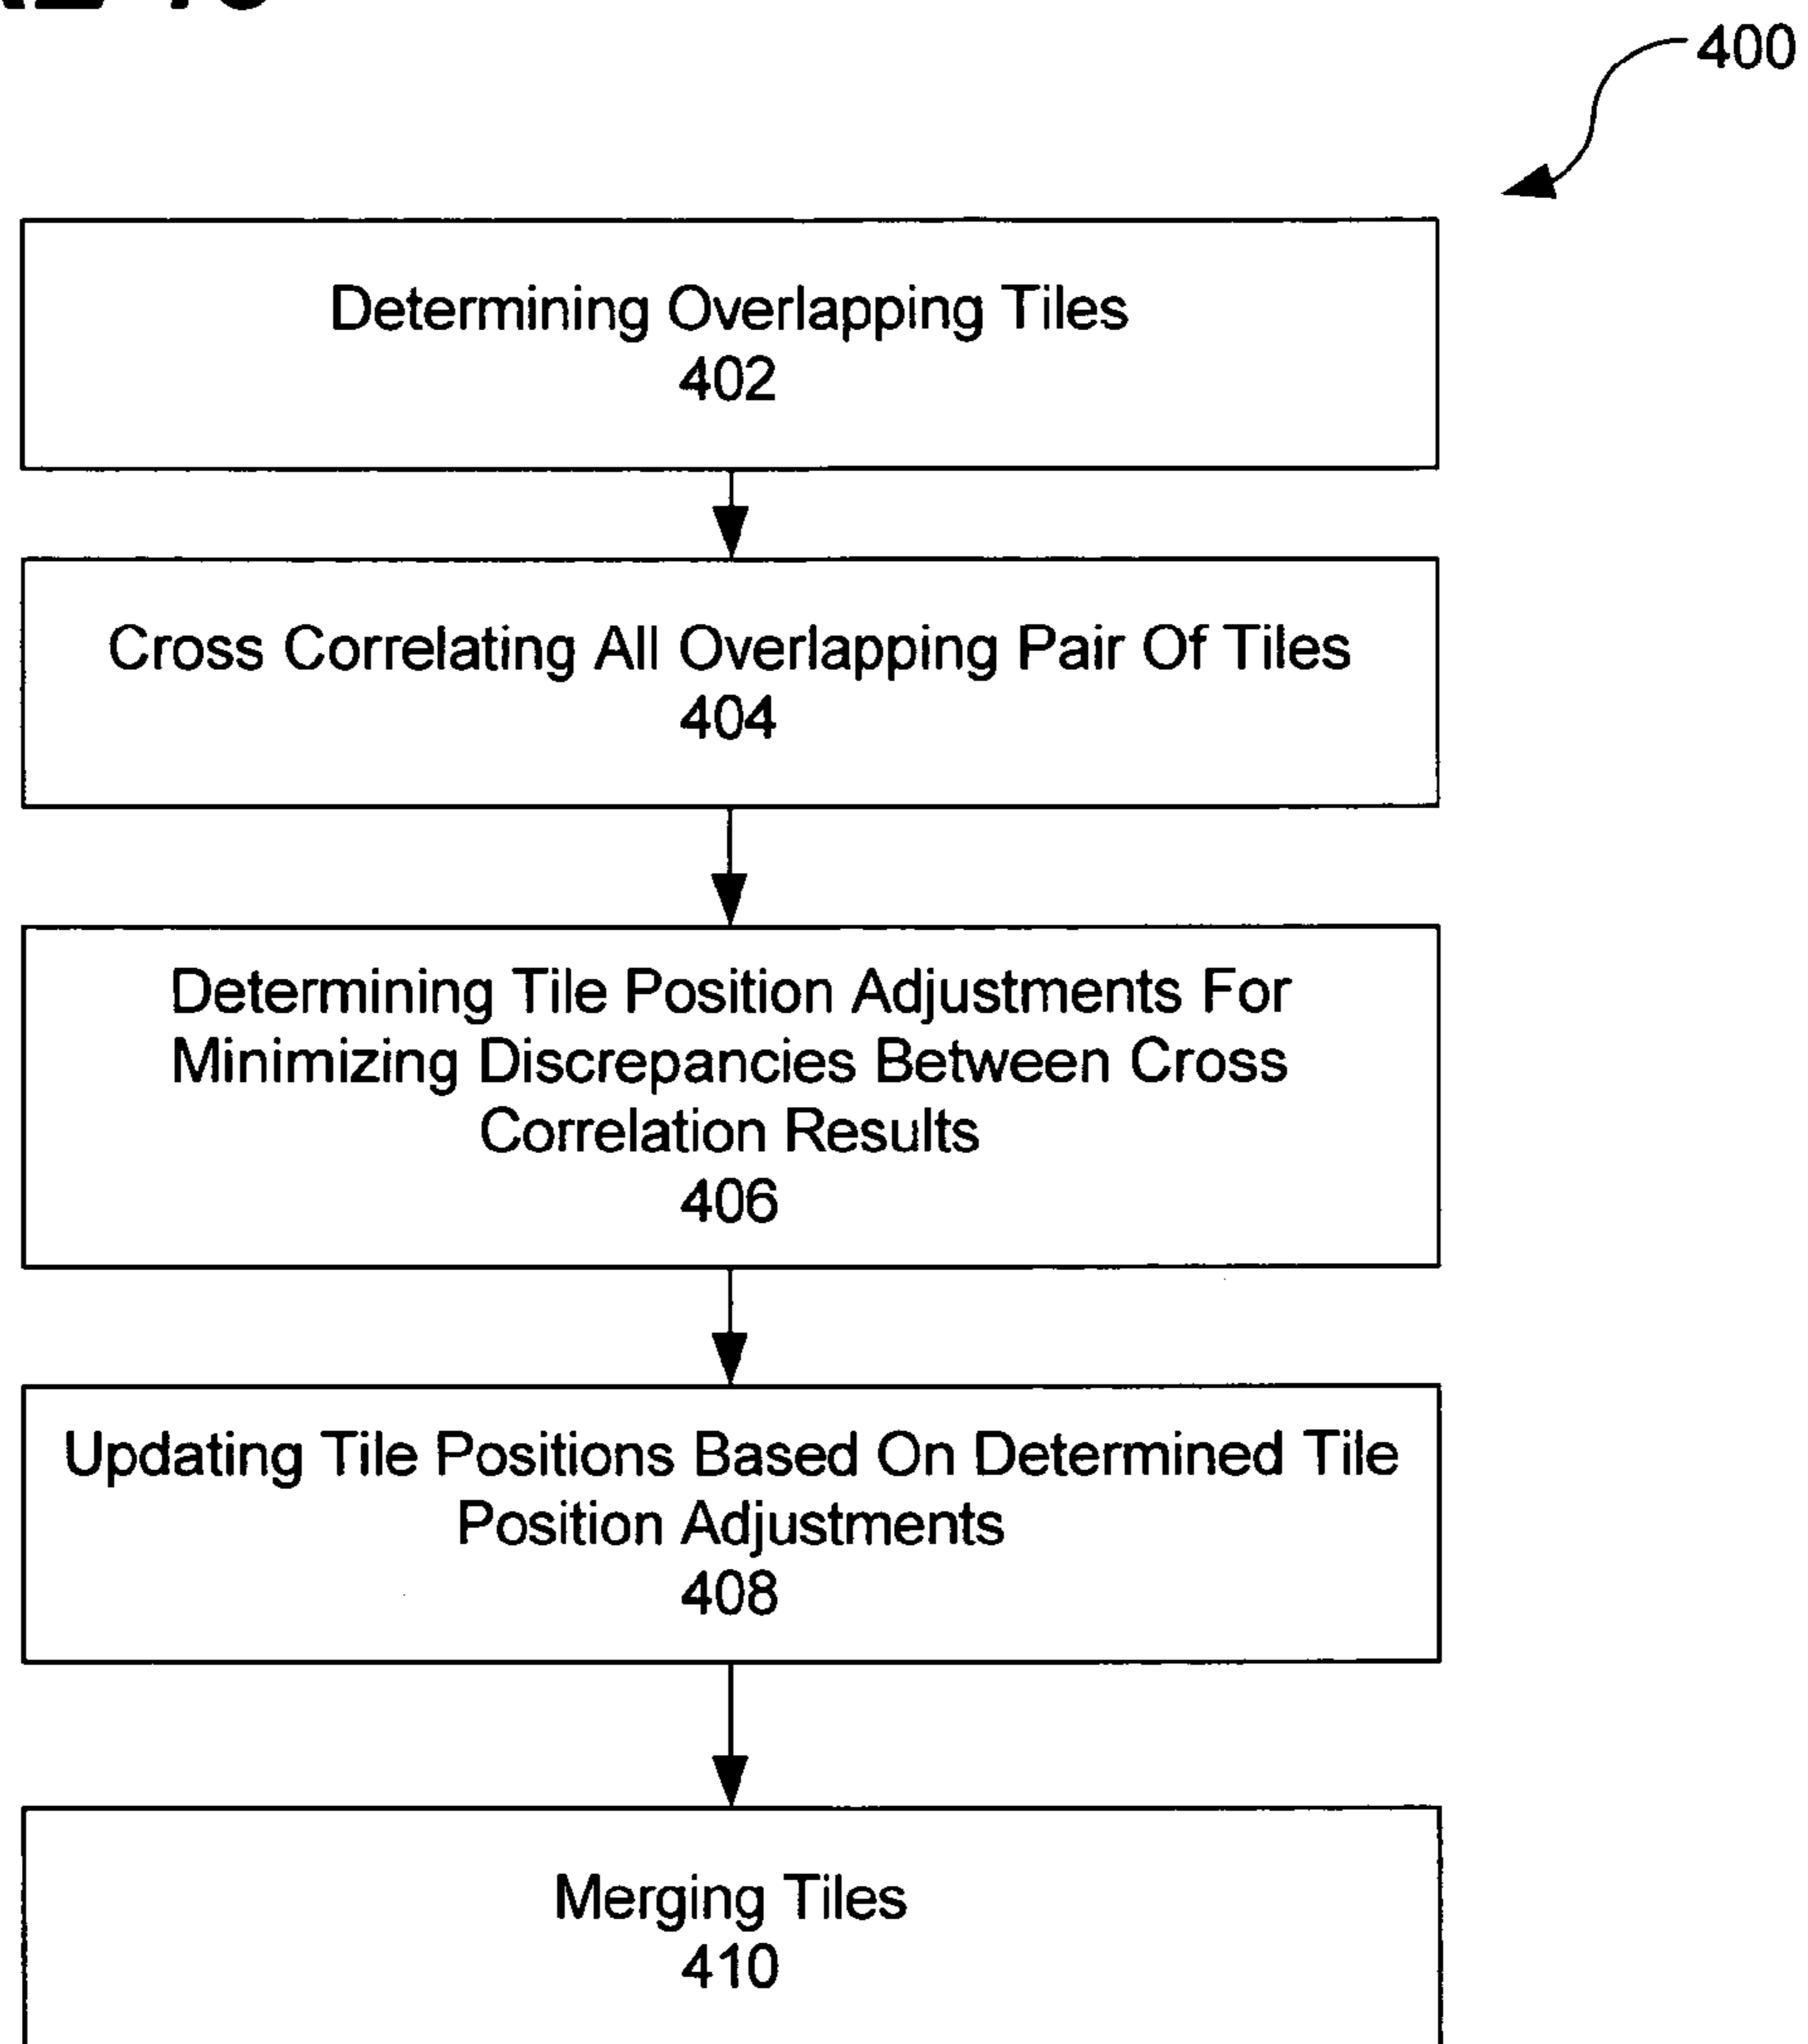 400
Determining Overlapping Tiles
402
Cross Correlating All Overlapping Pair Of Tiles
404
Determining Tile Position Adjustments For
Minimizing Discrepancies Between Cross
Correlation Results
406
Updating Tile Positions Based On Determined Tile
Position Adjustments
408
Merging Tiles
410